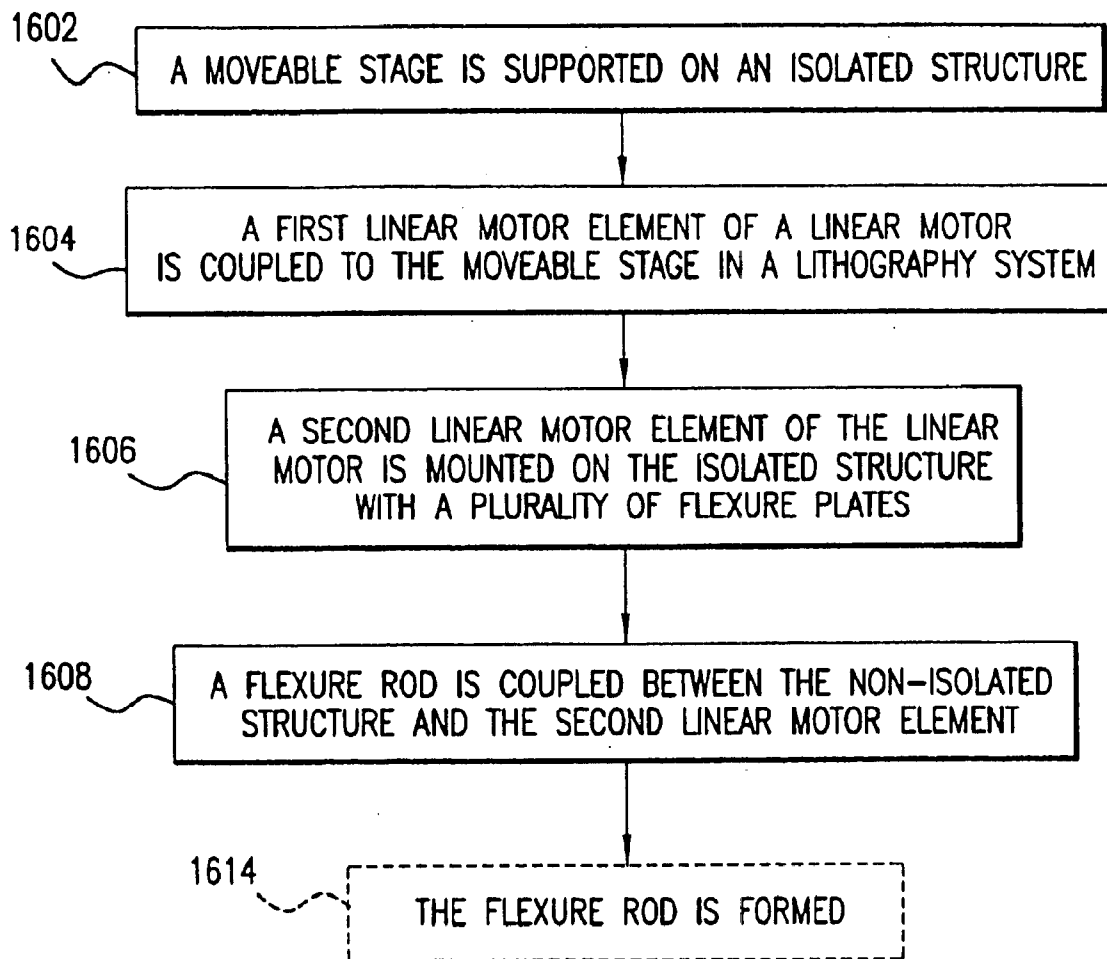 1602
A MOVEABLE STAGE IS SUPPORTED ON AN ISOLATED STRUCTURE
1604
A FIRST LINEAR MOTOR ELEMENT OF A LINEAR MOTOR
IS COUPLED TO THE MOVEABLE STAGE IN A LITHOGRAPHY SYSTEM
1606
A SECOND LINEAR MOTOR ELEMENT OF THE LINEAR
MOTOR IS MOUNTED ON THE ISOLATED STRUCTURE
WITH A PLURALITY OF FLEXURE PLATES
1608
A FLEXURE ROD IS COUPLED BETWEEN THE NON-ISOLATED
STRUCTURE AND THE SECOND LINEAR MOTOR ELEMENT
1614
THE FLEXURE ROD IS FORMED